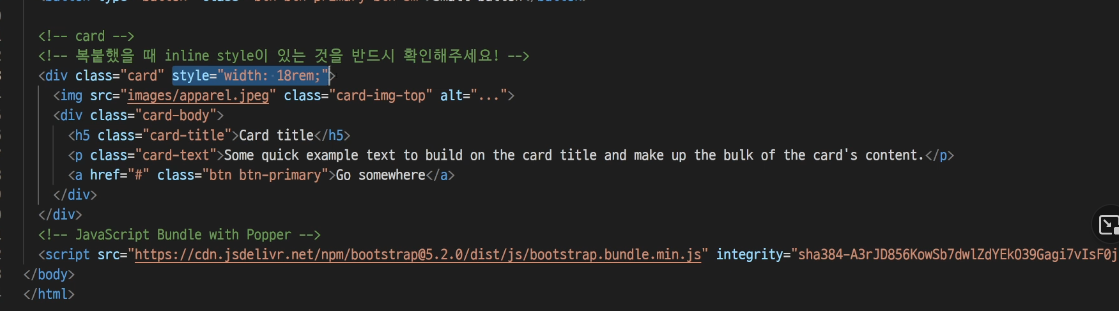 <!-- card -->
<!-- 복붙했을 때 inline style이 있는 것을 반드시 확인해주세요! -->
<div class="card" style="width: 18rem;">
<img src="images/apparel.jpeg" class="card-img-top" alt="...">
<div class="card-body">
<h5 class="card-title">Card title</h5>
<p class="card-text">Some quick example text to build on the card title and make up the bulk of the card's content.</p>
<a href="#" class="btn btn-primary">Go somewhere</a>
</div>
</div>
<!-- JavaScript Bundle with Popper -->
<script src="https://cdn.jsdelivr.net/npm/bootstrap@5.2.0/dist/js/bootstrap.bundle.min.js" integrity="sha384-A3rJD856KowSb7dwlZdYEkO39Gagi7vIsF0j
</body>
</html>